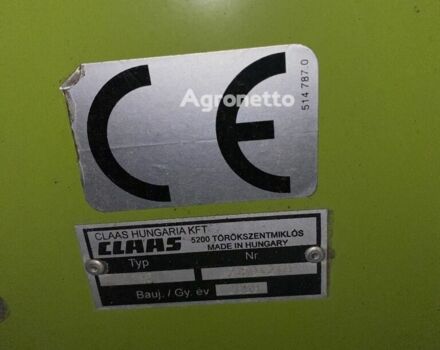 CE
Agronetto
514 787.0
CLAAS HUNGARIA KFT
CLAAS 5200 TÖRÖKSZENTMIKLÓS
MADE IN HUNGARY
Typ Nr
Bauj. / Gy. év